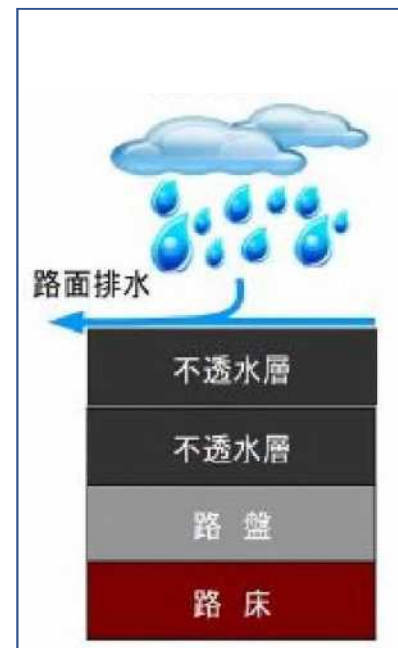 路面排水
不透水層
不透水層
路 盤
路 床